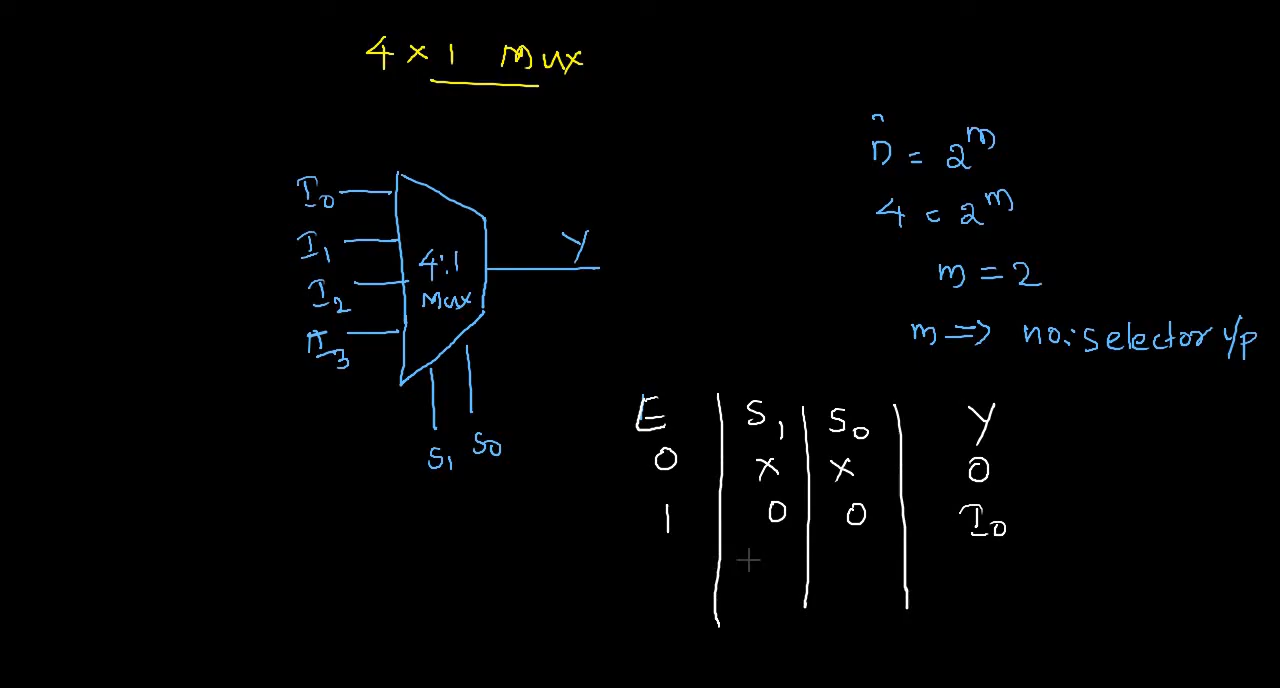 4 × 1 Mux
n = 2^m
4 = 2^m
m = 2
m => no: selector i/p
I0
I1
I2
I3
4:1
Mux
Y
S1 S0
E S1 S0 Y
0 X X 0
1 0 0 I0